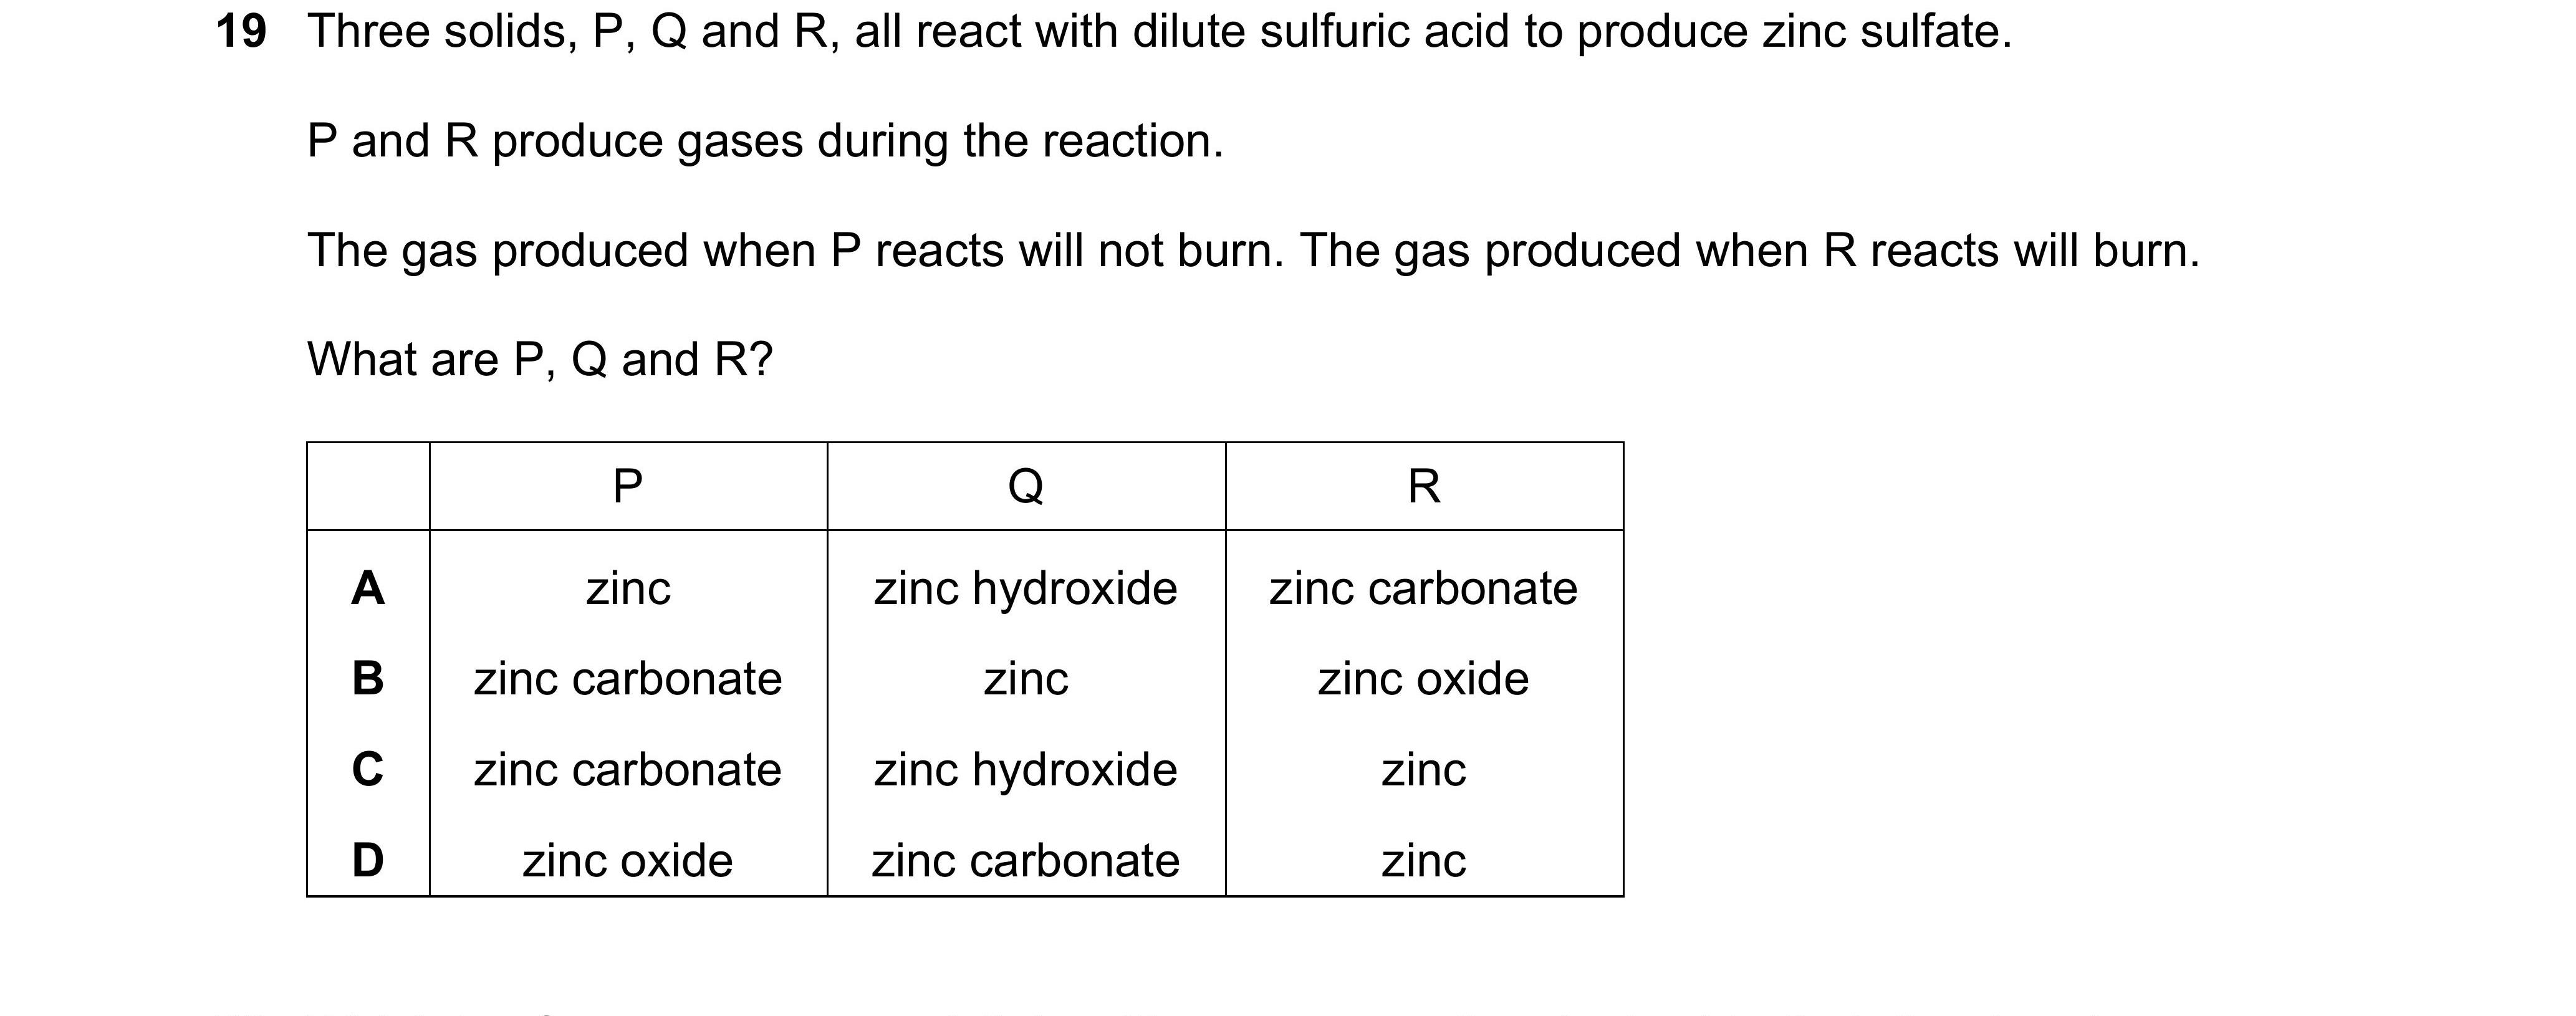 19 Three solids, P, Q and R, all react with dilute sulfuric acid to produce zinc sulfate.
P and R produce gases during the reaction.
The gas produced when P reacts will not burn. The gas produced when R reacts will burn.
What are P, Q and R?
P Q R
A zinc zinc hydroxide zinc carbonate
B zinc carbonate zinc zinc oxide
C zinc carbonate zinc hydroxide zinc
D zinc oxide zinc carbonate zinc